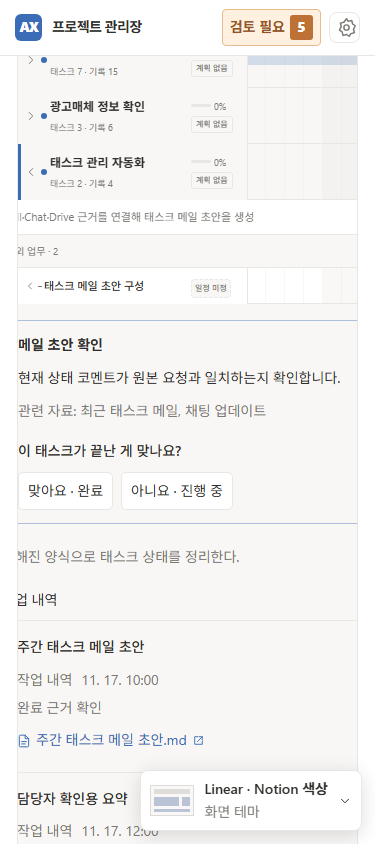 AX 프로젝트 관리장
검토 필요 5
태스크 7 · 기록 15
계획 없음
광고매체 정보 확인
0%
태스크 3 · 기록 6
계획 없음
태스크 관리 자동화
0%
태스크 2 · 기록 4
계획 없음
il·Chat·Drive 근거를 연결해 태스크 메일 초안을 생성
업무 · 2
- 태스크 메일 초안 구성
일정 미정
메일 초안 확인
현재 상태 코멘트가 원본 요청과 일치하는지 확인합니다.
관련 자료: 최근 태스크 메일, 채팅 업데이트
이 태스크가 끝난 게 맞나요?
맞아요 · 완료
아니요 · 진행 중
해진 양식으로 태스크 상태를 정리한다.
업 내역
주간 태스크 메일 초안
작업 내역 11. 17. 10:00
완료 근거 확인
주간 태스크 메일 초안.md
담당자 확인용 요약
작업 내역 11. 17. 12:00
Linear · Notion 색상
화면 테마